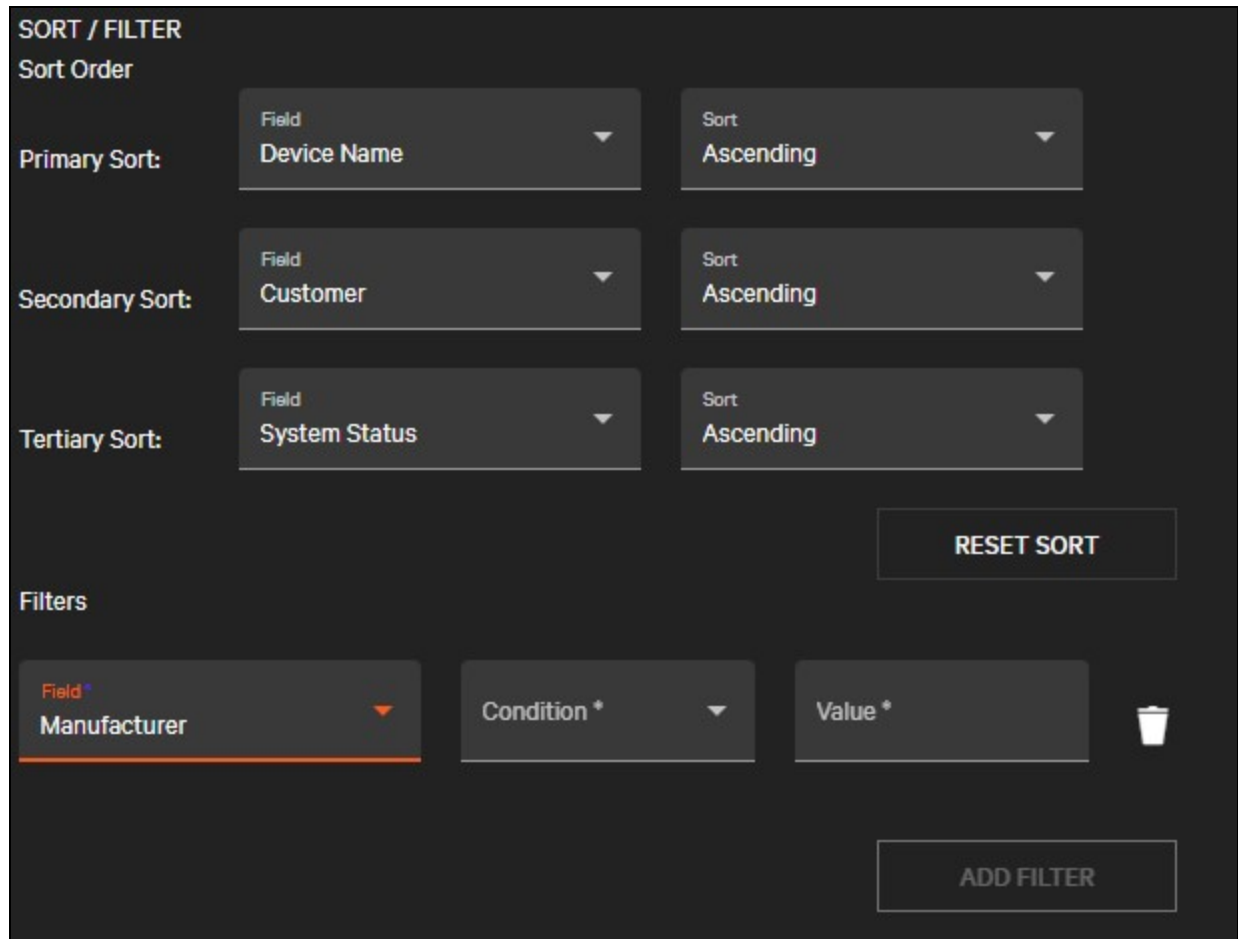 SORT / FILTER
Sort Order
Primary Sort:
Field
Device Name
Sort
Ascending
Secondary Sort:
Field
Customer
Sort
Ascending
Tertiary Sort:
Field
System Status
Sort
Ascending
RESET SORT
Filters
Field*
Manufacturer
Condition *
Value *
ADD FILTER